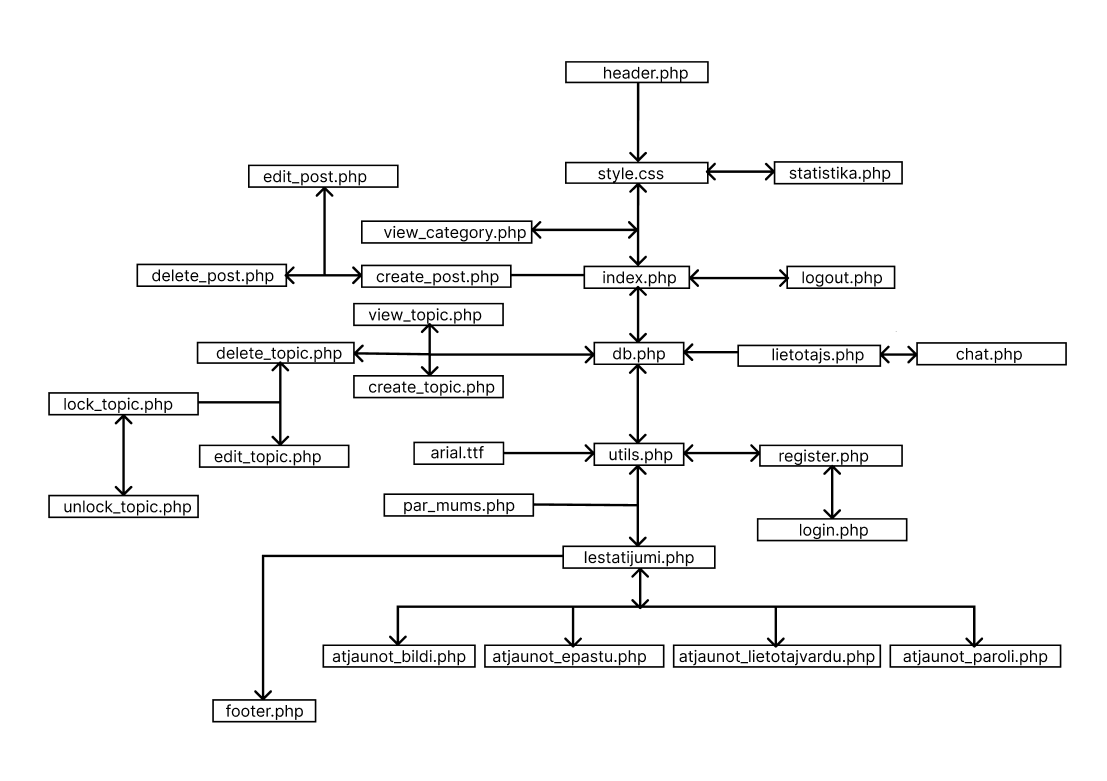 header.php
edit_post.php
style.css
statistika.php
view_category.php
delete_post.php
create_post.php
index.php
logout.php
view_topic.php
delete_topic.php
db.php
lietotajs.php
chat.php
create_topic.php
lock_topic.php
edit_topic.php
arial.ttf
utils.php
register.php
unlock_topic.php
par_mums.php
login.php
lestatijumi.php
atjaunot_bildi.php
atjaunot_epastu.php
atjaunot_lietotajvardu.php
atjaunot_paroli.php
footer.php